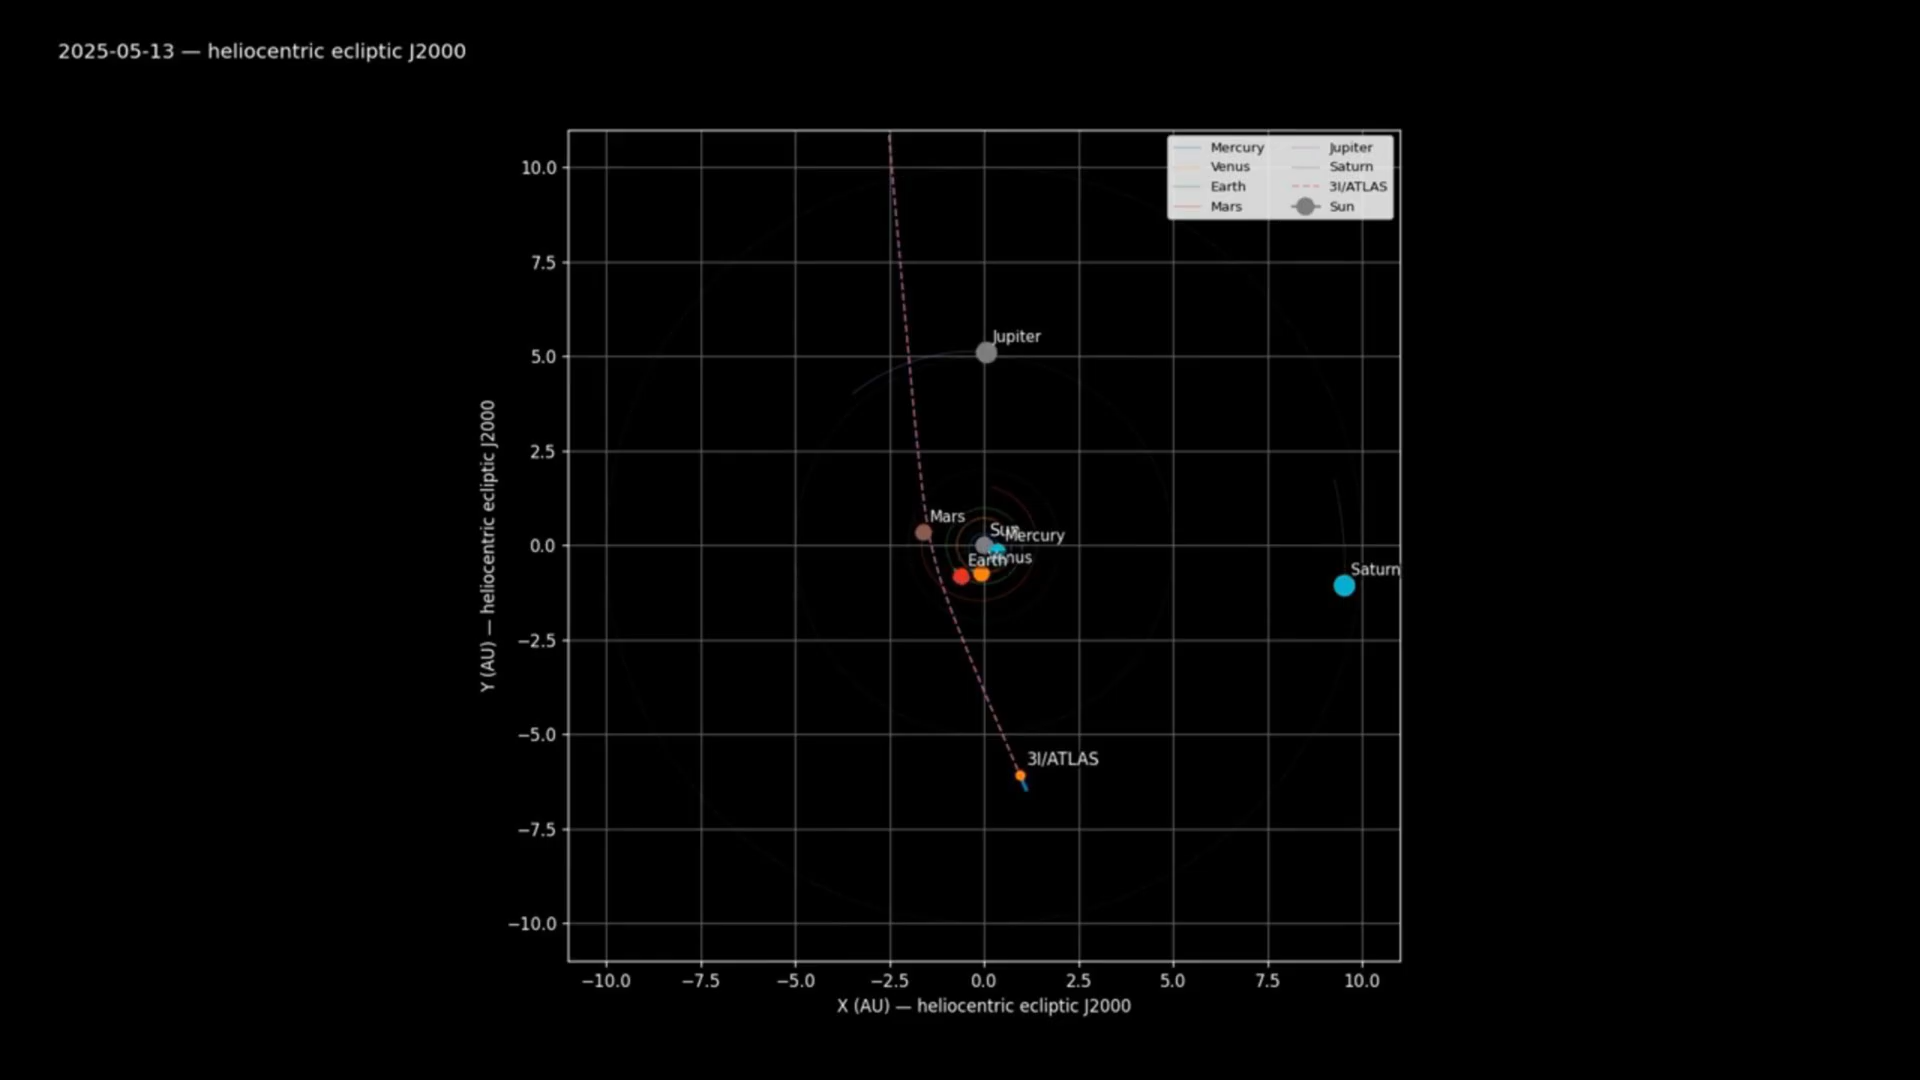 2025-05-13 — heliocentric ecliptic J2000
Mercury
Venus
Earth
Mars
Jupiter
Saturn
3I/ATLAS
Sun
10.0
7.5
5.0
2.5
0.0
−2.5
−5.0
−7.5
−10.0
Y (AU) — heliocentric ecliptic J2000
Jupiter
Mars
Sun
Mercury
Venus
Earth
Saturn
3I/ATLAS
−10.0 −7.5 −5.0 −2.5 0.0 2.5 5.0 7.5 10.0
X (AU) — heliocentric ecliptic J2000